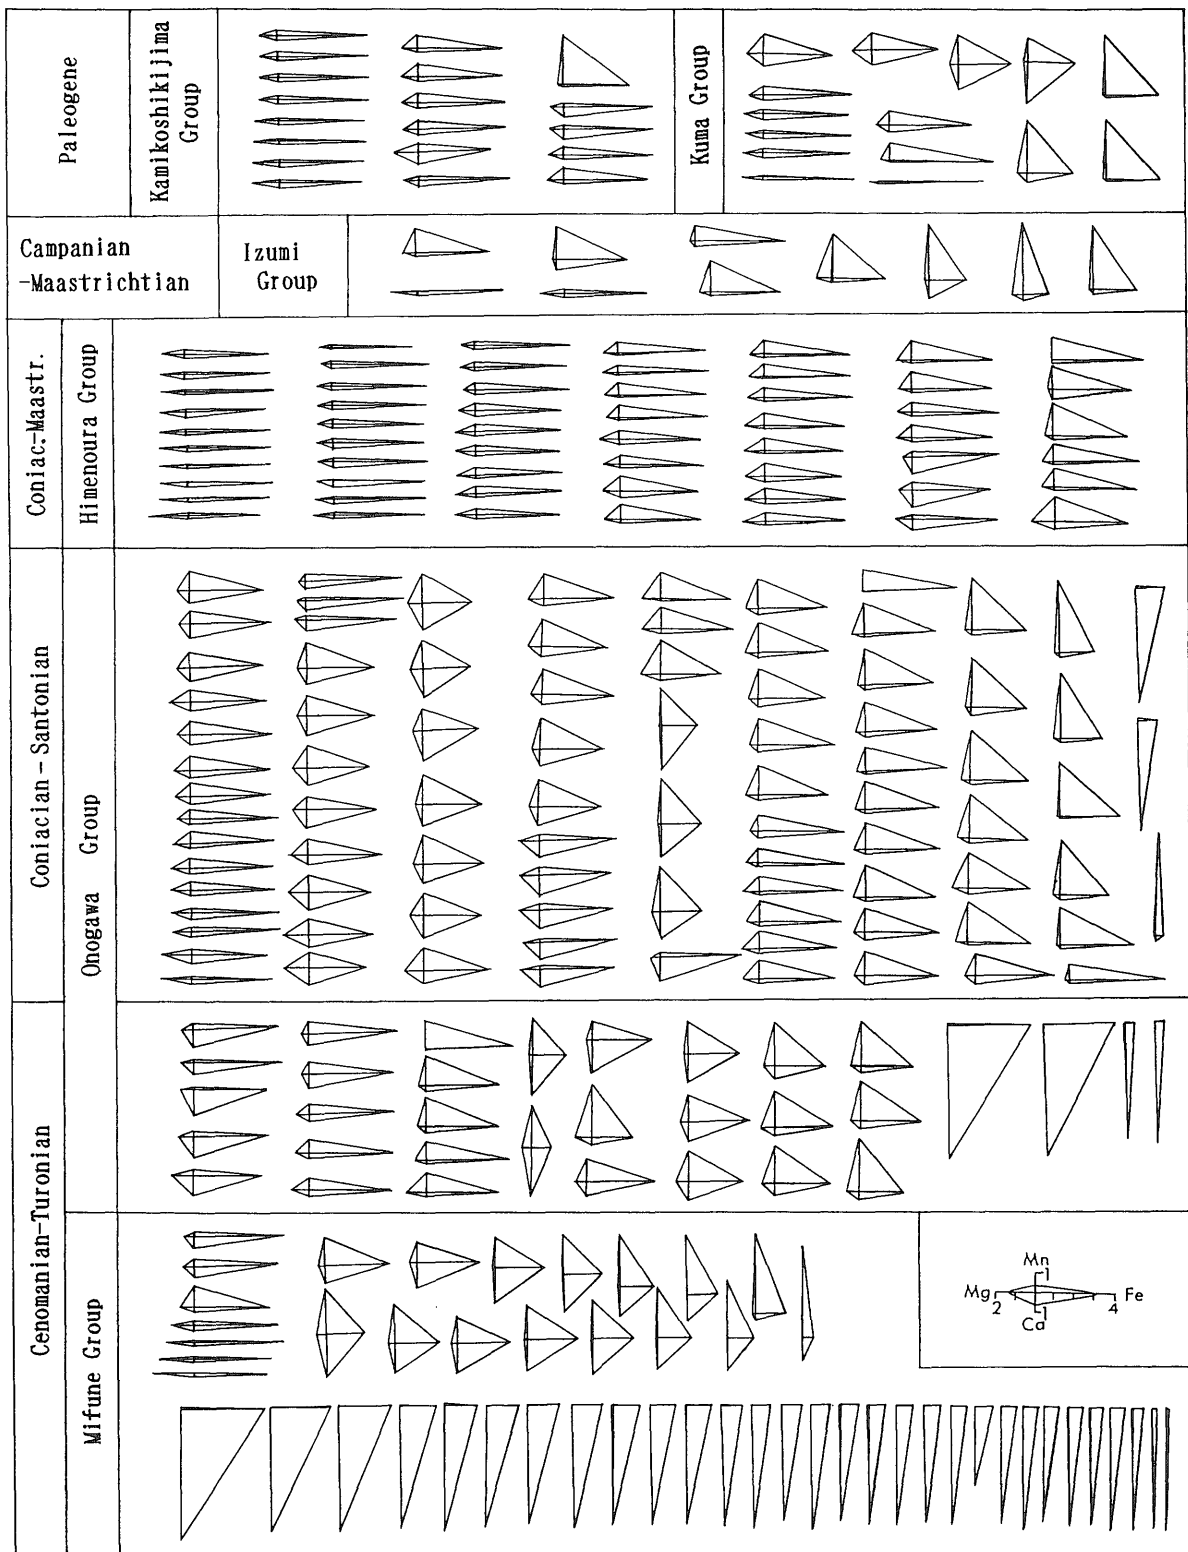 Paleogene
Kamikoshikijima
Group
Kuma Group
Campanian
-Maastrichtian
Izumi
Group
Coniac.-Maastr.
Himenoura Group
Coniacian-Santonian
Onogawa Group
Cenomanian-Turonian
Mifune Group
Mn
1
Mg 2 4 Fe
1
Ca